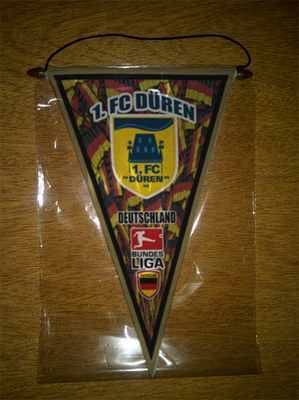 1. FC DÜREN
1. FC
DÜREN
DEUTSCHLAND
BUNDES
LIGA